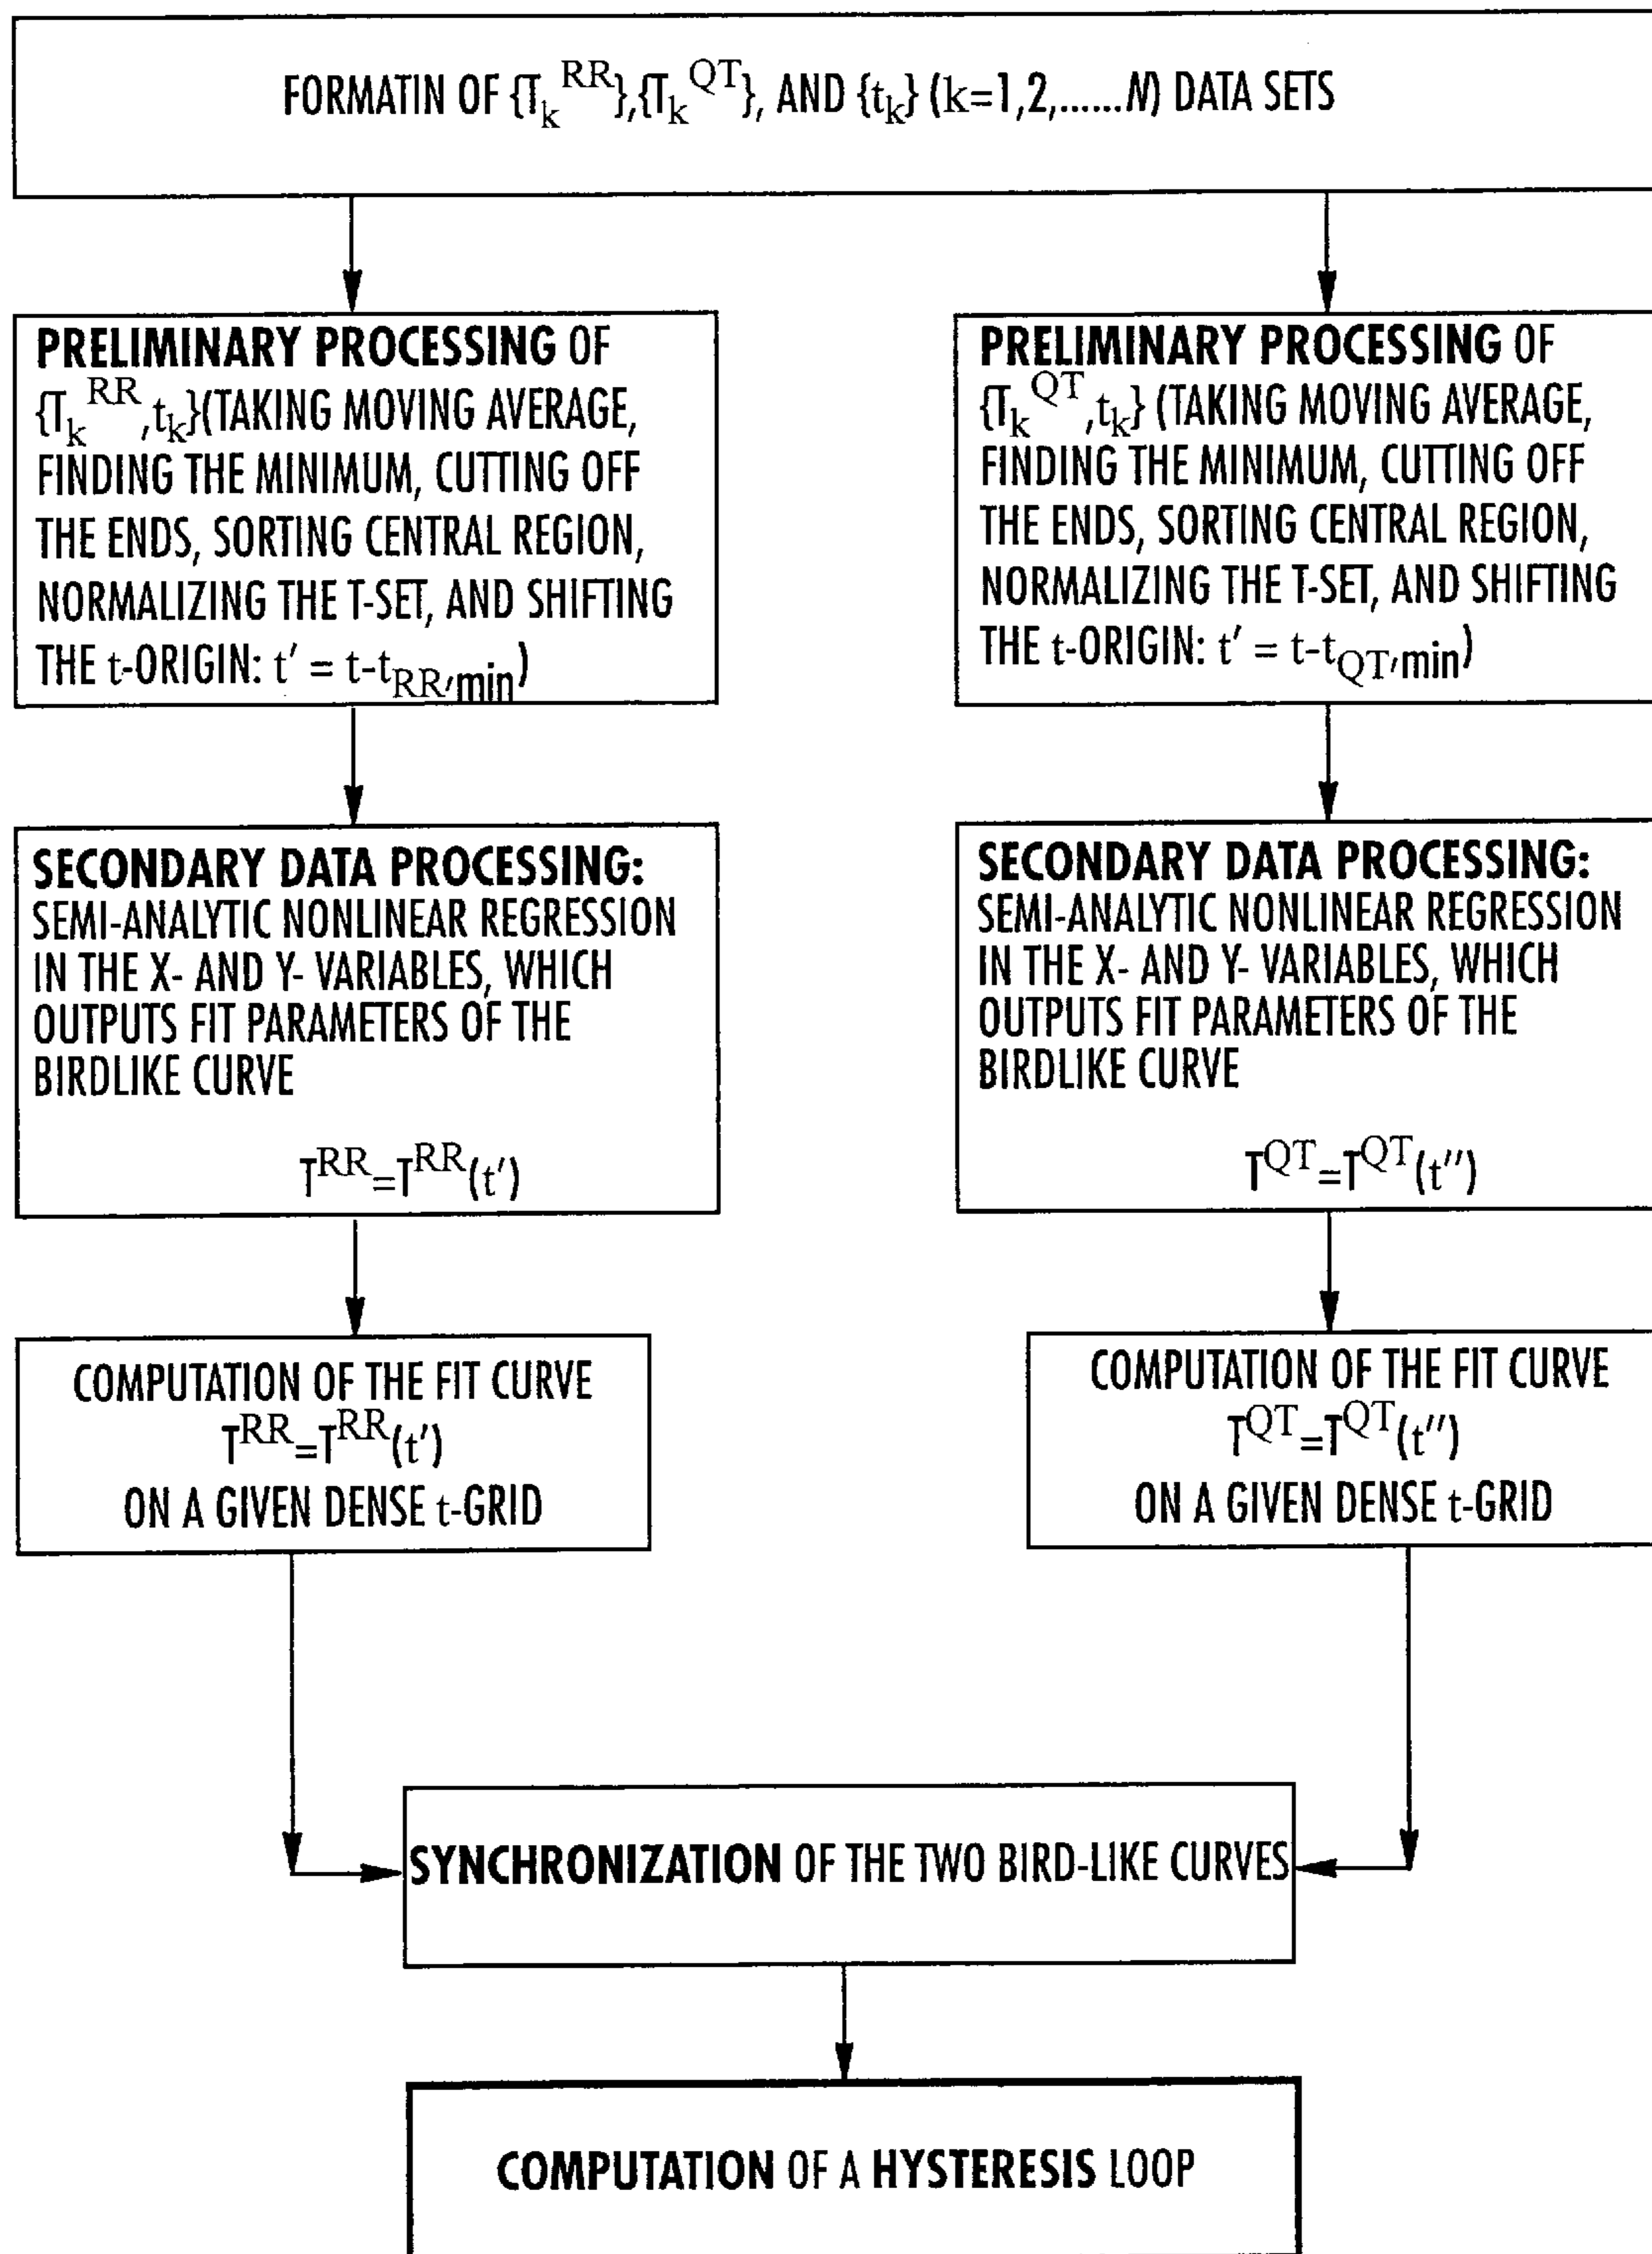 FORMATIN OF {T_k^RR},{T_k^QT}, AND {t_k} (k=1,2,......N) DATA SETS
PRELIMINARY PROCESSING OF
{T_k^RR,t_k}(TAKING MOVING AVERAGE,
FINDING THE MINIMUM, CUTTING OFF
THE ENDS, SORTING CENTRAL REGION,
NORMALIZING THE T-SET, AND SHIFTING
THE t-ORIGIN: t' = t-t_RR,min)
PRELIMINARY PROCESSING OF
{T_k^QT,t_k} (TAKING MOVING AVERAGE,
FINDING THE MINIMUM, CUTTING OFF
THE ENDS, SORTING CENTRAL REGION,
NORMALIZING THE T-SET, AND SHIFTING
THE t-ORIGIN: t' = t-t_QT,min)
SECONDARY DATA PROCESSING:
SEMI-ANALYTIC NONLINEAR REGRESSION
IN THE X- AND Y- VARIABLES, WHICH
OUTPUTS FIT PARAMETERS OF THE
BIRDLIKE CURVE
T^RR=T^RR(t')
SECONDARY DATA PROCESSING:
SEMI-ANALYTIC NONLINEAR REGRESSION
IN THE X- AND Y- VARIABLES, WHICH
OUTPUTS FIT PARAMETERS OF THE
BIRDLIKE CURVE
T^QT=T^QT(t'')
COMPUTATION OF THE FIT CURVE
T^RR=T^RR(t')
ON A GIVEN DENSE t-GRID
COMPUTATION OF THE FIT CURVE
T^QT=T^QT(t'')
ON A GIVEN DENSE t-GRID
SYNCHRONIZATION OF THE TWO BIRD-LIKE CURVES
COMPUTATION OF A HYSTERESIS LOOP